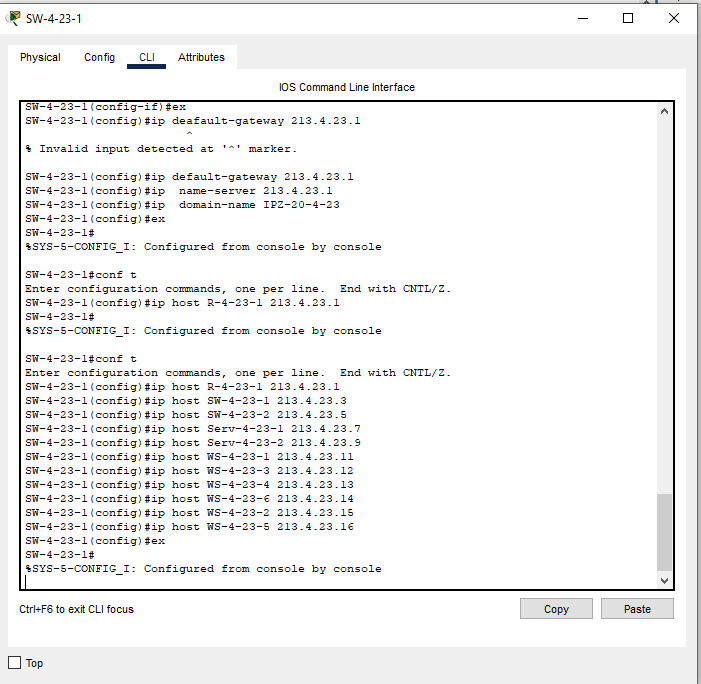 SW-4-23-1
Physical Config CLI Attributes
IOS Command Line Interface
SW-4-23-1(config-if)#ex
SW-4-23-1(config)#ip deafault-gateway 213.4.23.1
^
% Invalid input detected at '^' marker.
SW-4-23-1(config)#ip default-gateway 213.4.23.1
SW-4-23-1(config)#ip  name-server 213.4.23.1
SW-4-23-1(config)#ip  domain-name IPZ-20-4-23
SW-4-23-1(config)#ex
SW-4-23-1#
%SYS-5-CONFIG_I: Configured from console by console
SW-4-23-1#conf t
Enter configuration commands, one per line.  End with CNTL/Z.
SW-4-23-1(config)#ip host R-4-23-1 213.4.23.1
SW-4-23-1#
%SYS-5-CONFIG_I: Configured from console by console
SW-4-23-1#conf t
Enter configuration commands, one per line.  End with CNTL/Z.
SW-4-23-1(config)#ip host R-4-23-1 213.4.23.1
SW-4-23-1(config)#ip host SW-4-23-1 213.4.23.3
SW-4-23-1(config)#ip host SW-4-23-2 213.4.23.5
SW-4-23-1(config)#ip host Serv-4-23-1 213.4.23.7
SW-4-23-1(config)#ip host Serv-4-23-2 213.4.23.9
SW-4-23-1(config)#ip host WS-4-23-1 213.4.23.11
SW-4-23-1(config)#ip host WS-4-23-3 213.4.23.12
SW-4-23-1(config)#ip host WS-4-23-4 213.4.23.13
SW-4-23-1(config)#ip host WS-4-23-6 213.4.23.14
SW-4-23-1(config)#ip host WS-4-23-2 213.4.23.15
SW-4-23-1(config)#ip host WS-4-23-5 213.4.23.16
SW-4-23-1(config)#ex
SW-4-23-1#
%SYS-5-CONFIG_I: Configured from console by console
Ctrl+F6 to exit CLI focus
Copy Paste
Top